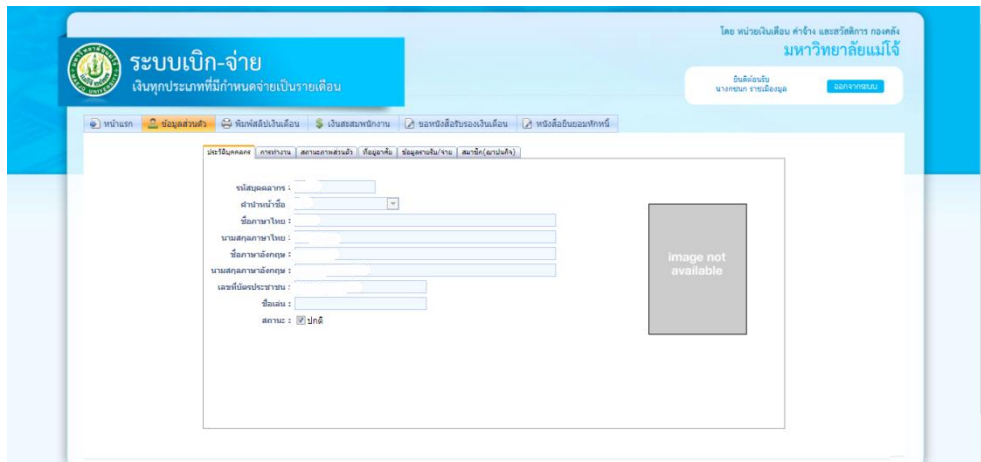 โดย หน่วยเงินเดือน ค่าจ้าง และสวัสดิการ กองคลัง
มหาวิทยาลัยแม่โจ้
ระบบเบิก-จ่าย
เงินทุกประเภทที่มีกำหนดจ่ายเป็นรายเดือน
ยินดีต้อนรับ
ออกจากระบบ
หน้าแรก ข้อมูลส่วนตัว พิมพ์สลิปเงินเดือน เงินสะสมพนักงาน ขอหนังสือรับรองเงินเดือน หนังสือยินยอมหักหนี้
ประวัติบุคคลากร การทำงาน สถานะภาพส่วนตัว ที่อยู่อาศัย ข้อมูลรายรับ/จ่าย สมาชิก(ฌาปนกิจ)
รหัสบุคคลากร :
คำนำหน้าชื่อ
ชื่อภาษาไทย :
นามสกุลภาษาไทย :
ชื่อภาษาอังกฤษ :
นามสกุลภาษาอังกฤษ :
เลขที่บัตรประชาชน :
ชื่อเล่น :
สถานะ : ปกติ
image not
available